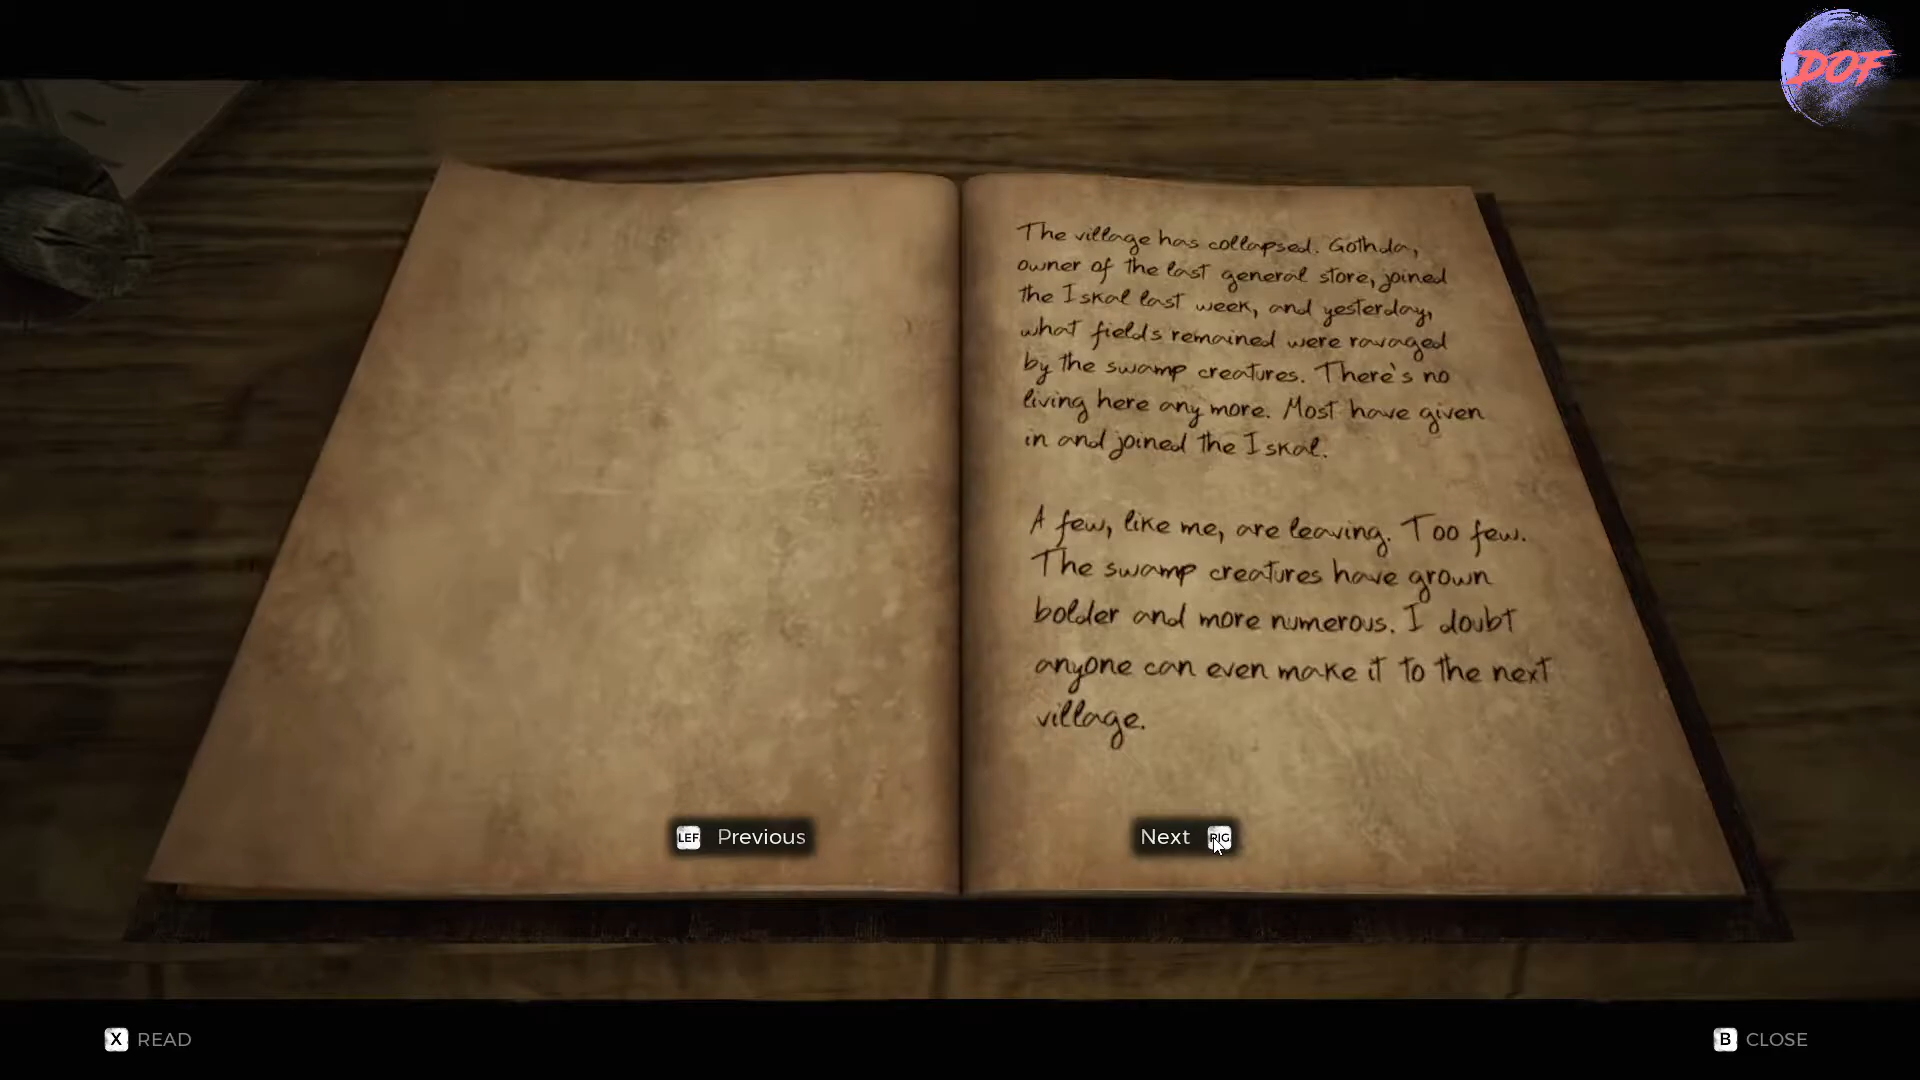 DOF
The village has collapsed. Gothda,
owner of the last general store, joined
the Iskal last week, and yesterday,
what fields remained were ravaged
by the swamp creatures. There's no
living here any more. Most have given
in and joined the Iskal.
A few, like me, are leaving. Too few.
The swamp creatures have grown
bolder and more numerous. I doubt
anyone can even make it to the next
village.
LEF Previous
Next RIG
X READ
B CLOSE